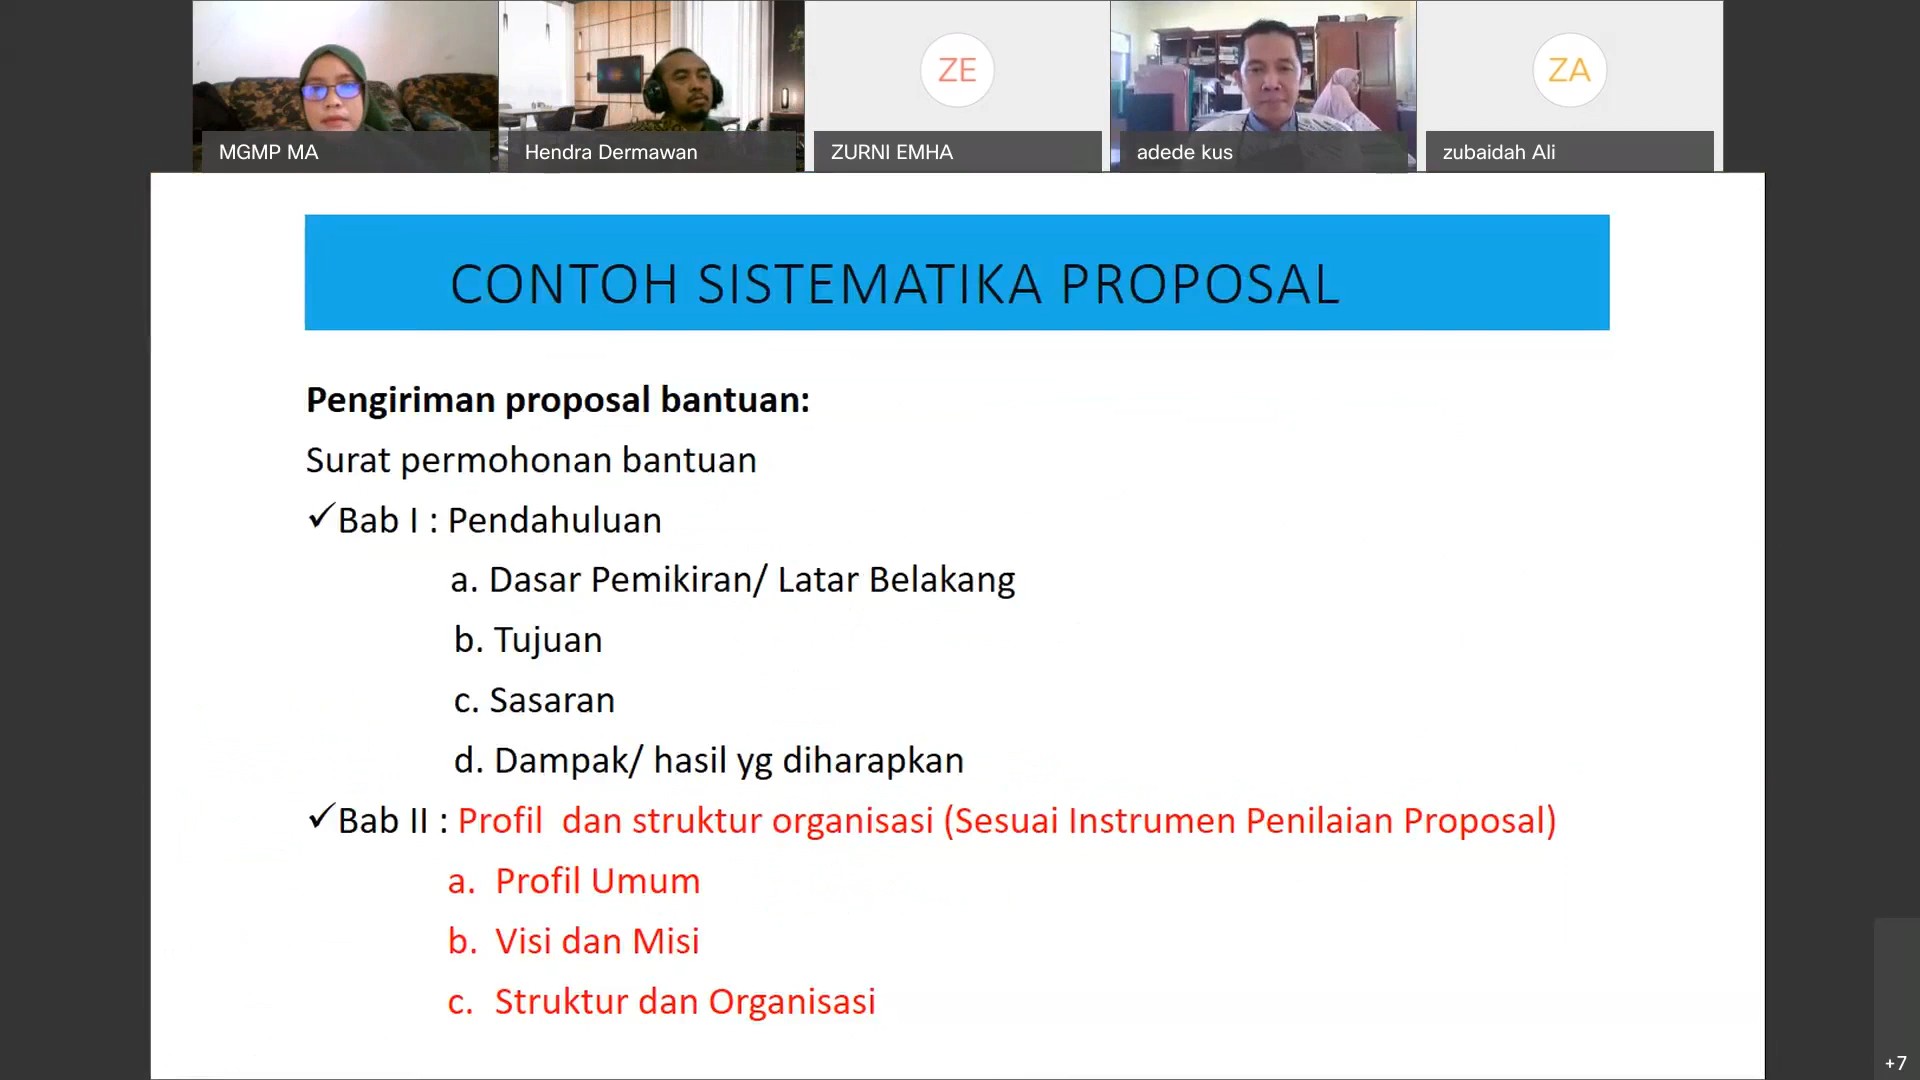 MGMP MA
Hendra Dermawan
ZE
ZURNI EMHA
adede kus
ZA
zubaidah Ali
CONTOH SISTEMATIKA PROPOSAL
Pengiriman proposal bantuan:
Surat permohonan bantuan
✓Bab I : Pendahuluan
a. Dasar Pemikiran/ Latar Belakang
b. Tujuan
c. Sasaran
d. Dampak/ hasil yg diharapkan
✓Bab II : Profil dan struktur organisasi (Sesuai Instrumen Penilaian Proposal)
a. Profil Umum
b. Visi dan Misi
c. Struktur dan Organisasi
+7